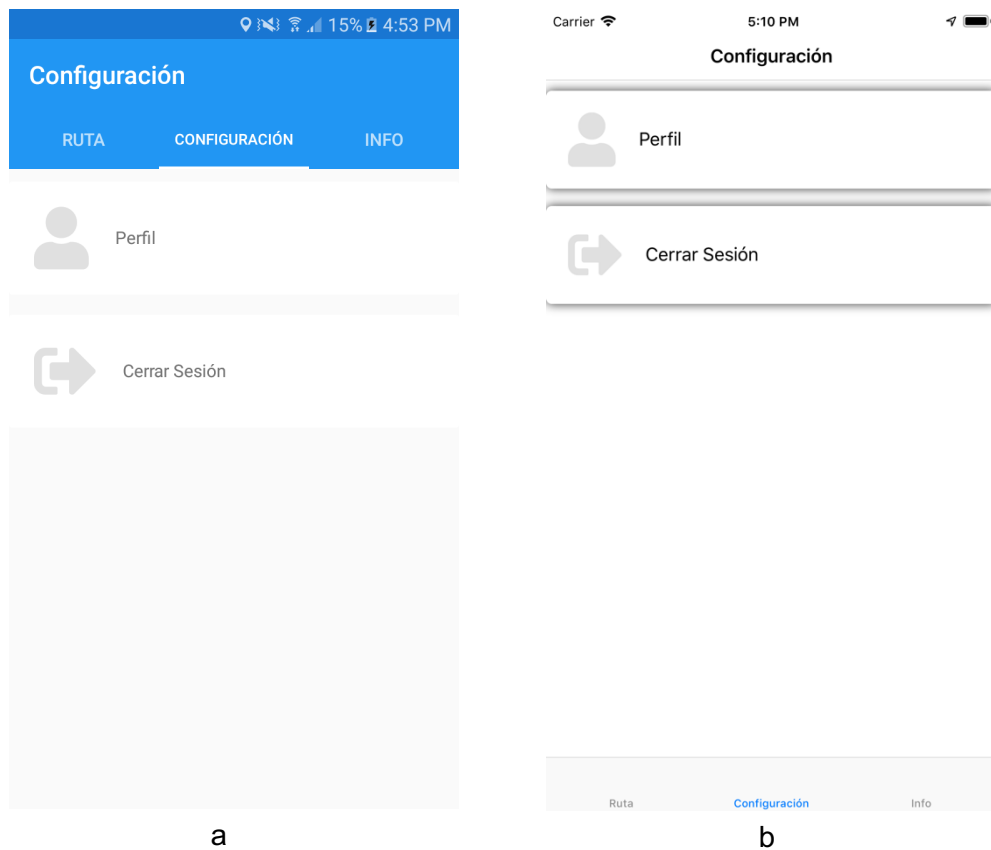 15% 4:53 PM
Configuración
RUTA CONFIGURACIÓN INFO
Perfil
Cerrar Sesión
a
Carrier 5:10 PM
Configuración
Perfil
Cerrar Sesión
Ruta Configuración Info
b